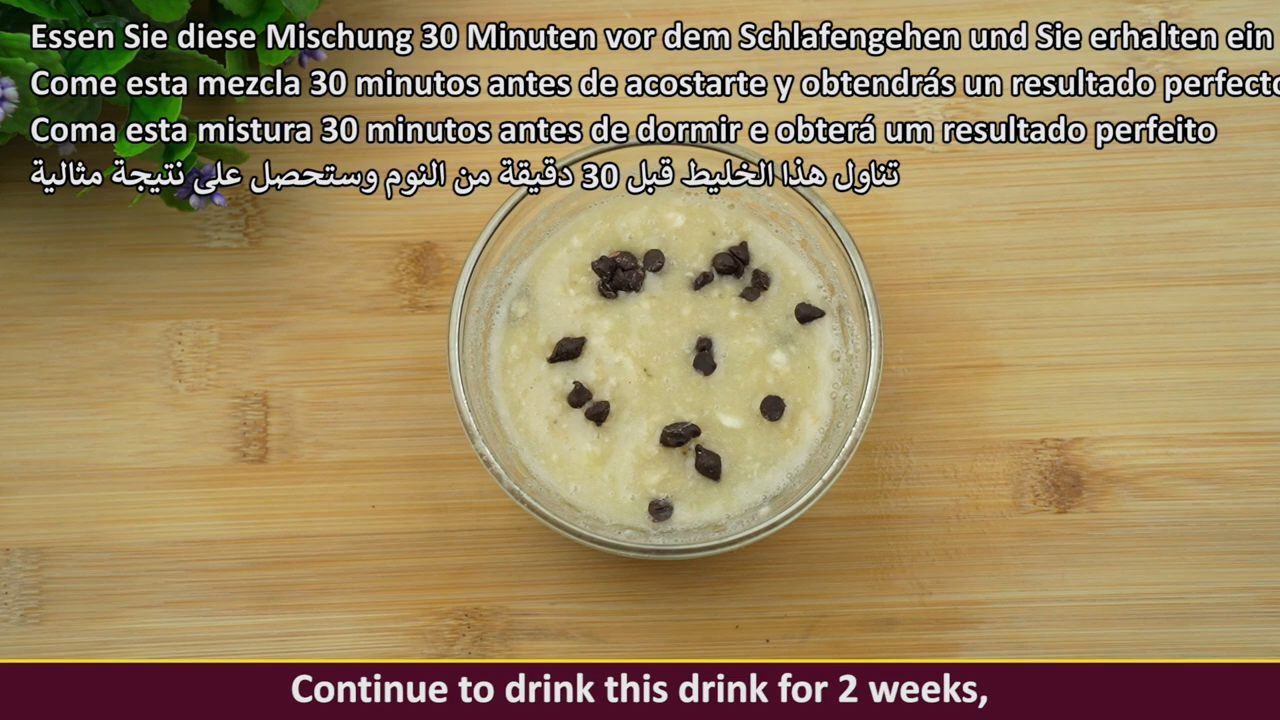 Essen Sie diese Mischung 30 Minuten vor dem Schlafengehen und Sie erhalten ein
Come esta mezcla 30 minutos antes de acostarte y obtendrás un resultado perfecto
Coma esta mistura 30 minutos antes de dormir e obterá um resultado perfeito
تناول هذا الخليط قبل 30 دقيقة من النوم وستحصل على نتيجة مثالية
Continue to drink this drink for 2 weeks,